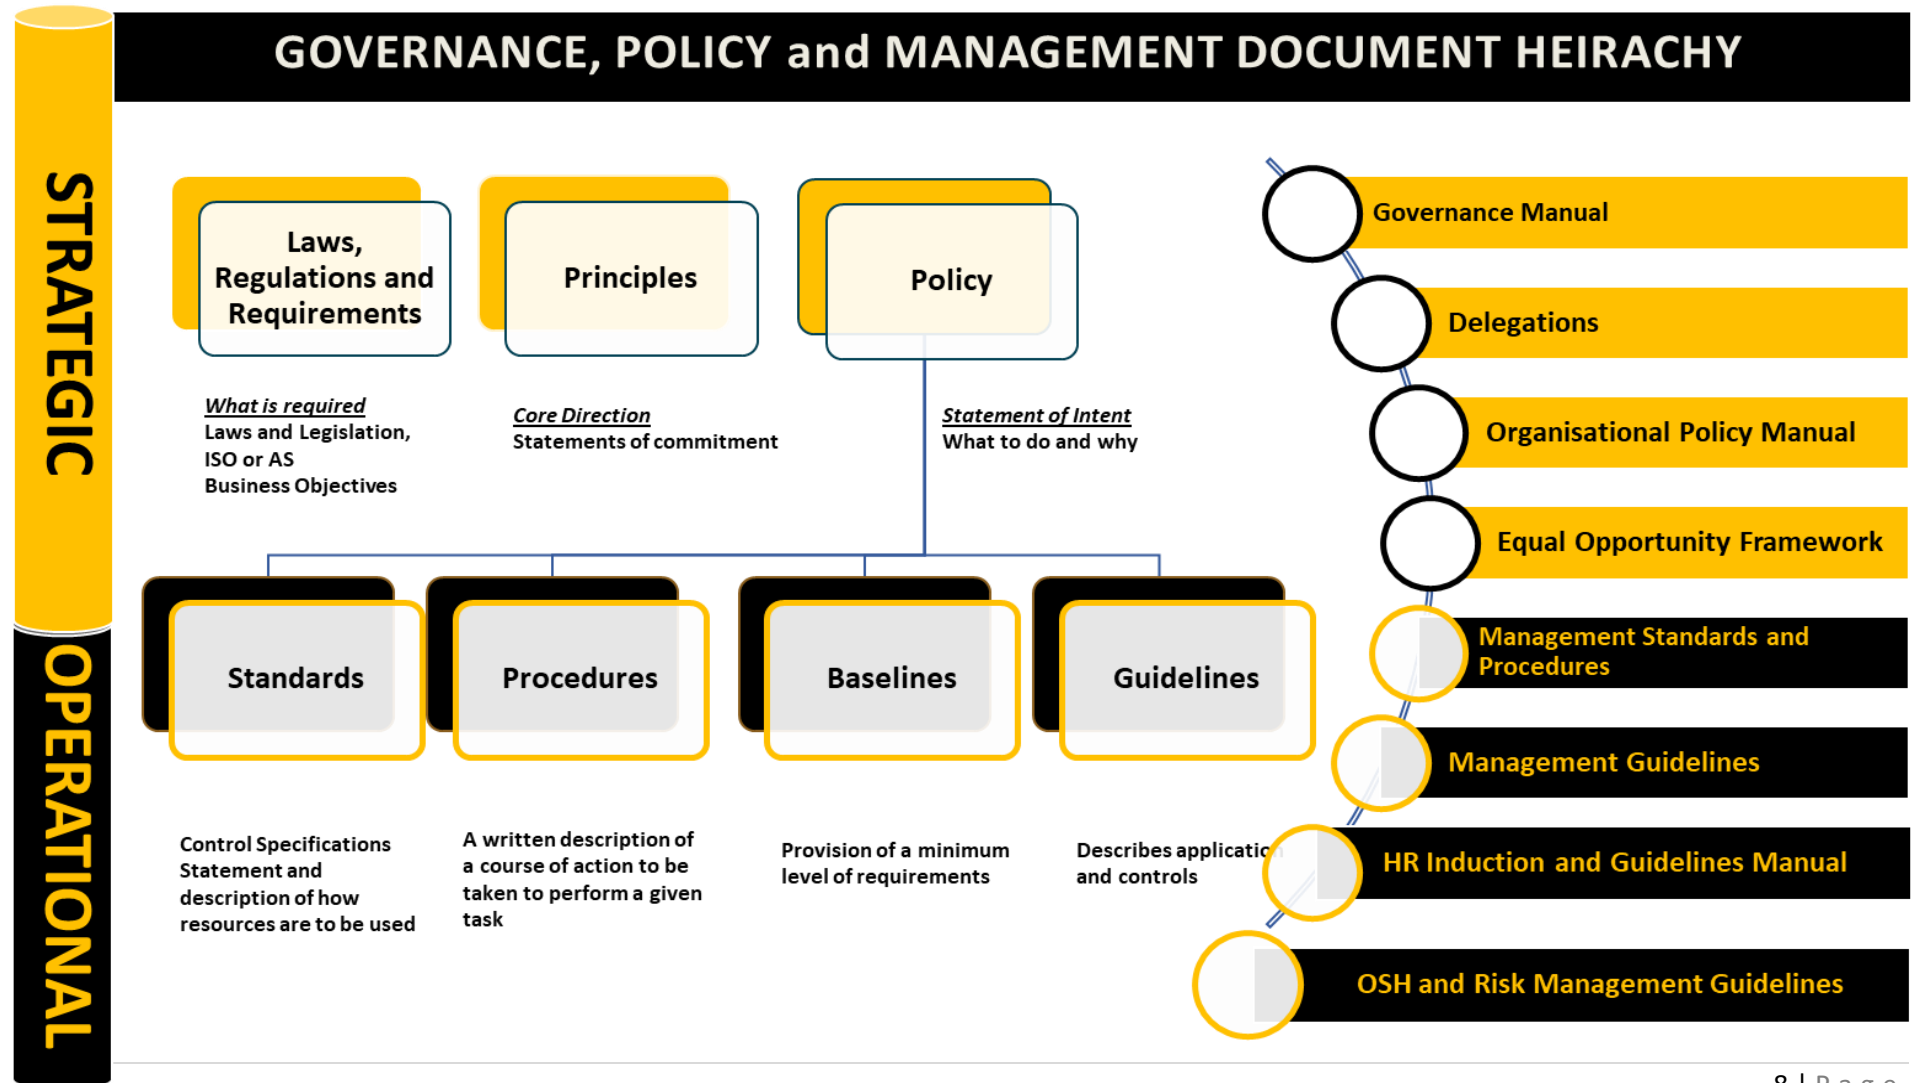 GOVERNANCE, POLICY and MANAGEMENT DOCUMENT HEIRACHY
STRATEGIC
Laws,
Regulations and
Requirements
Principles
Policy
What is required
Laws and Legislation,
ISO or AS
Business Objectives
Core Direction
Statements of commitment
Statement of Intent
What to do and why
OPERATIONAL
Standards
Procedures
Baselines
Guidelines
Control Specifications
Statement and
description of how
resources are to be used
A written description of
a course of action to be
taken to perform a given
task
Provision of a minimum
level of requirements
Describes application
and controls
Governance Manual
Delegations
Organisational Policy Manual
Equal Opportunity Framework
Management Standards and
Procedures
Management Guidelines
HR Induction and Guidelines Manual
OSH and Risk Management Guidelines
8 | P a g e